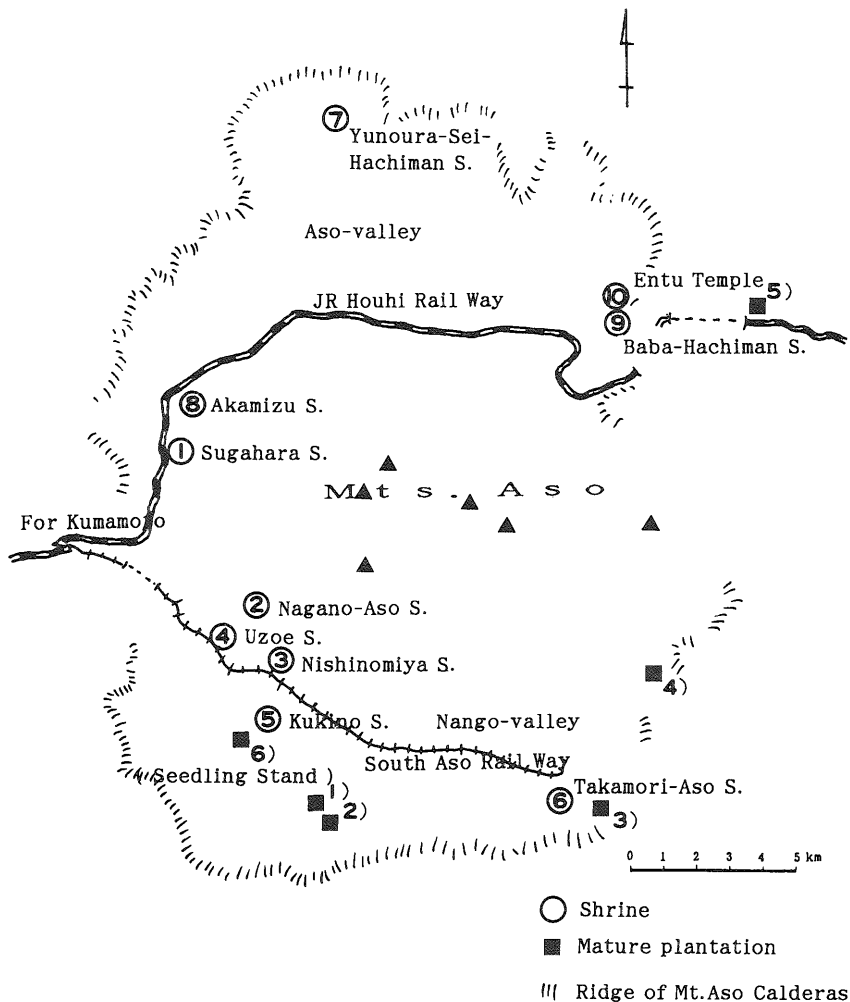 ⑦
Yunoura-Sei-
Hachiman S.
Aso-valley
Entu Temple
⑩
5)
JR Houhi Rail Way
⑨
Baba-Hachiman S.
⑧ Akamizu S.
① Sugahara S.
Mts. Aso
For Kumamoto
② Nagano-Aso S.
④ Uzoe S.
③ Nishinomiya S.
4)
⑤ Kukino S.
Nango-valley
6)
South Aso Rail Way
( Seedling Stand )
1)
2)
Takamori-Aso S.
⑥
3)
0 1 2 3 4 5 km
Shrine
Mature plantation
Ridge of Mt.Aso Calderas